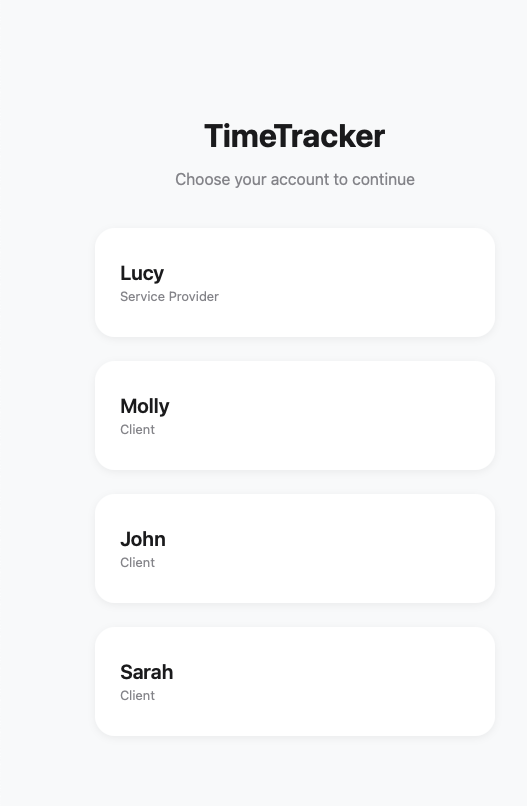 TimeTracker
Choose your account to continue
Lucy
Service Provider
Molly
Client
John
Client
Sarah
Client